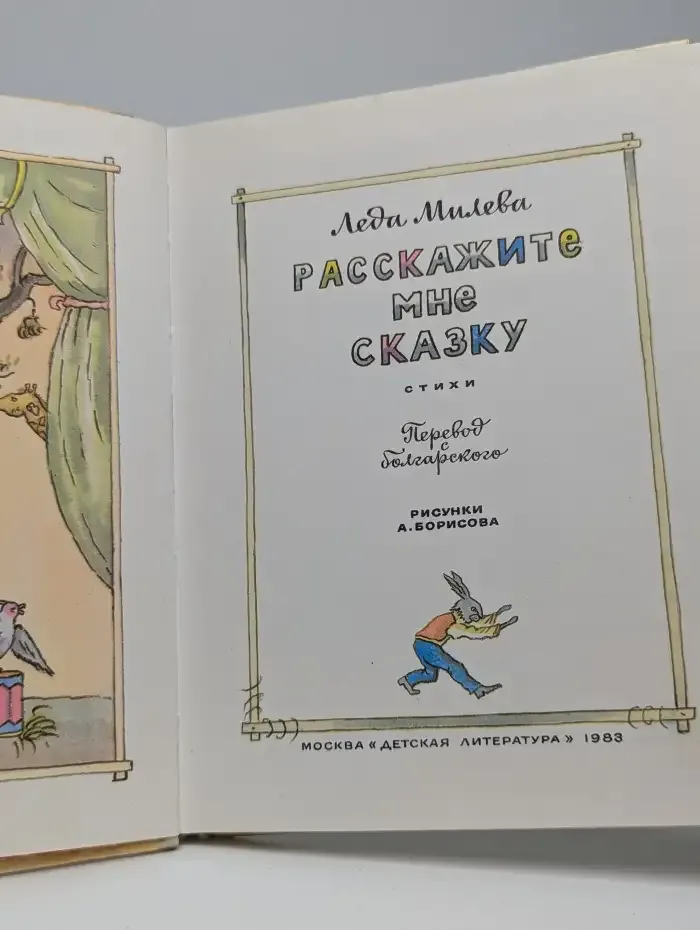 Леда Милева
РАССКАЖИТе
мне
СКАЗКУ
СТИХИ
Перевод
с
болгарского
РИСУНКИ
А. БОРИСОВА
МОСКВА «ДЕТСКАЯ ЛИТЕРАТУРА» 1983